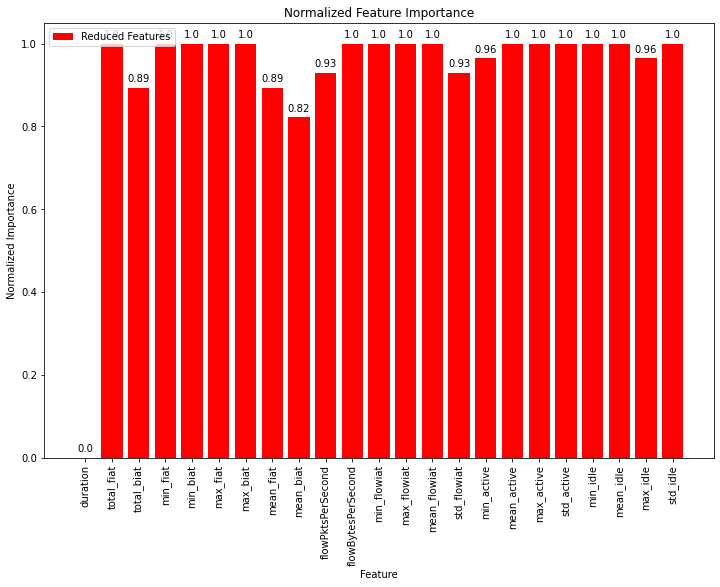 Normalized Feature Importance
Reduced Features
1.0 1.0 1.0 1.0 1.0 1.0 1.0 1.0 1.0 1.0 1.0 1.0 1.0 1.0 1.0
0.96 0.96
0.93 0.93
0.89 0.89
0.82
0.0
1.0
0.8
0.6
0.4
0.2
0.0
Normalized Importance
duration
total_fiat
total_biat
min_fiat
min_biat
max_fiat
max_biat
mean_fiat
mean_biat
flowPktsPerSecond
flowBytesPerSecond
min_flowiat
max_flowiat
mean_flowiat
std_flowiat
min_active
mean_active
max_active
std_active
min_idle
mean_idle
max_idle
std_idle
Feature